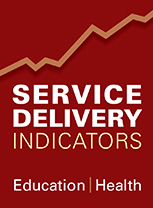 SERVICE
DELIVERY
INDICATORS
Education | Health